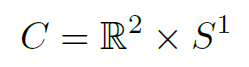 C = ℝ² × S¹